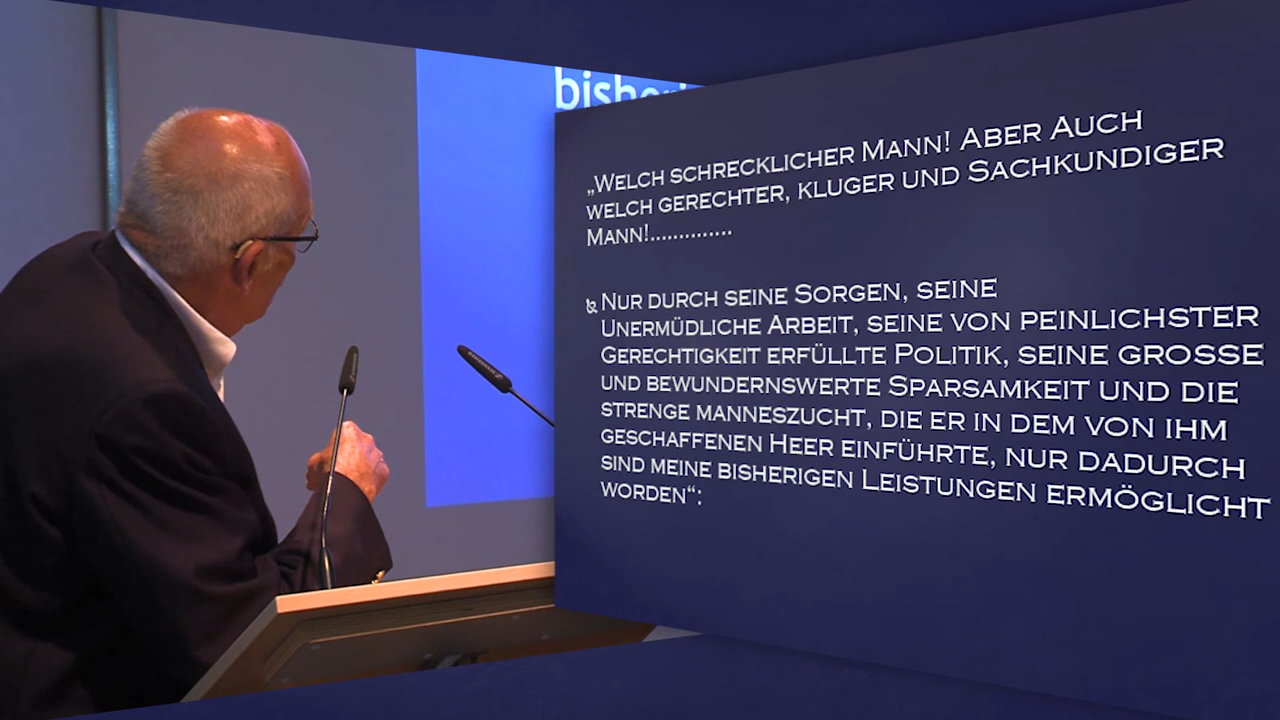 „Welch schrecklicher Mann! Aber Auch
welch gerechter, kluger und Sachkundiger
Mann!..............
Nur durch seine Sorgen, seine
Unermüdliche Arbeit, seine von peinlichster
Gerechtigkeit erfüllte Politik, seine grosse
und bewundernswerte Sparsamkeit und die
strenge manneszucht, die er in dem von ihm
geschaffenen Heer einführte, nur dadurch
sind meine bisherigen Leistungen ermöglicht
worden“: